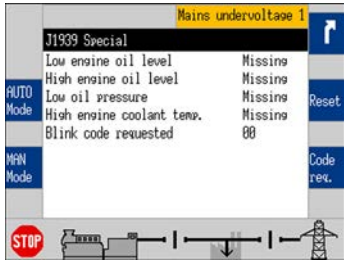 Mains undervoltage 1
J1939 Special
Low engine oil level Missing
High engine oil level Missing
AUTO Mode
Low oil pressure Missing
Reset
High engine coolant temp. Missing
Blink code requested 00
MAN Mode
Code req.
STOP